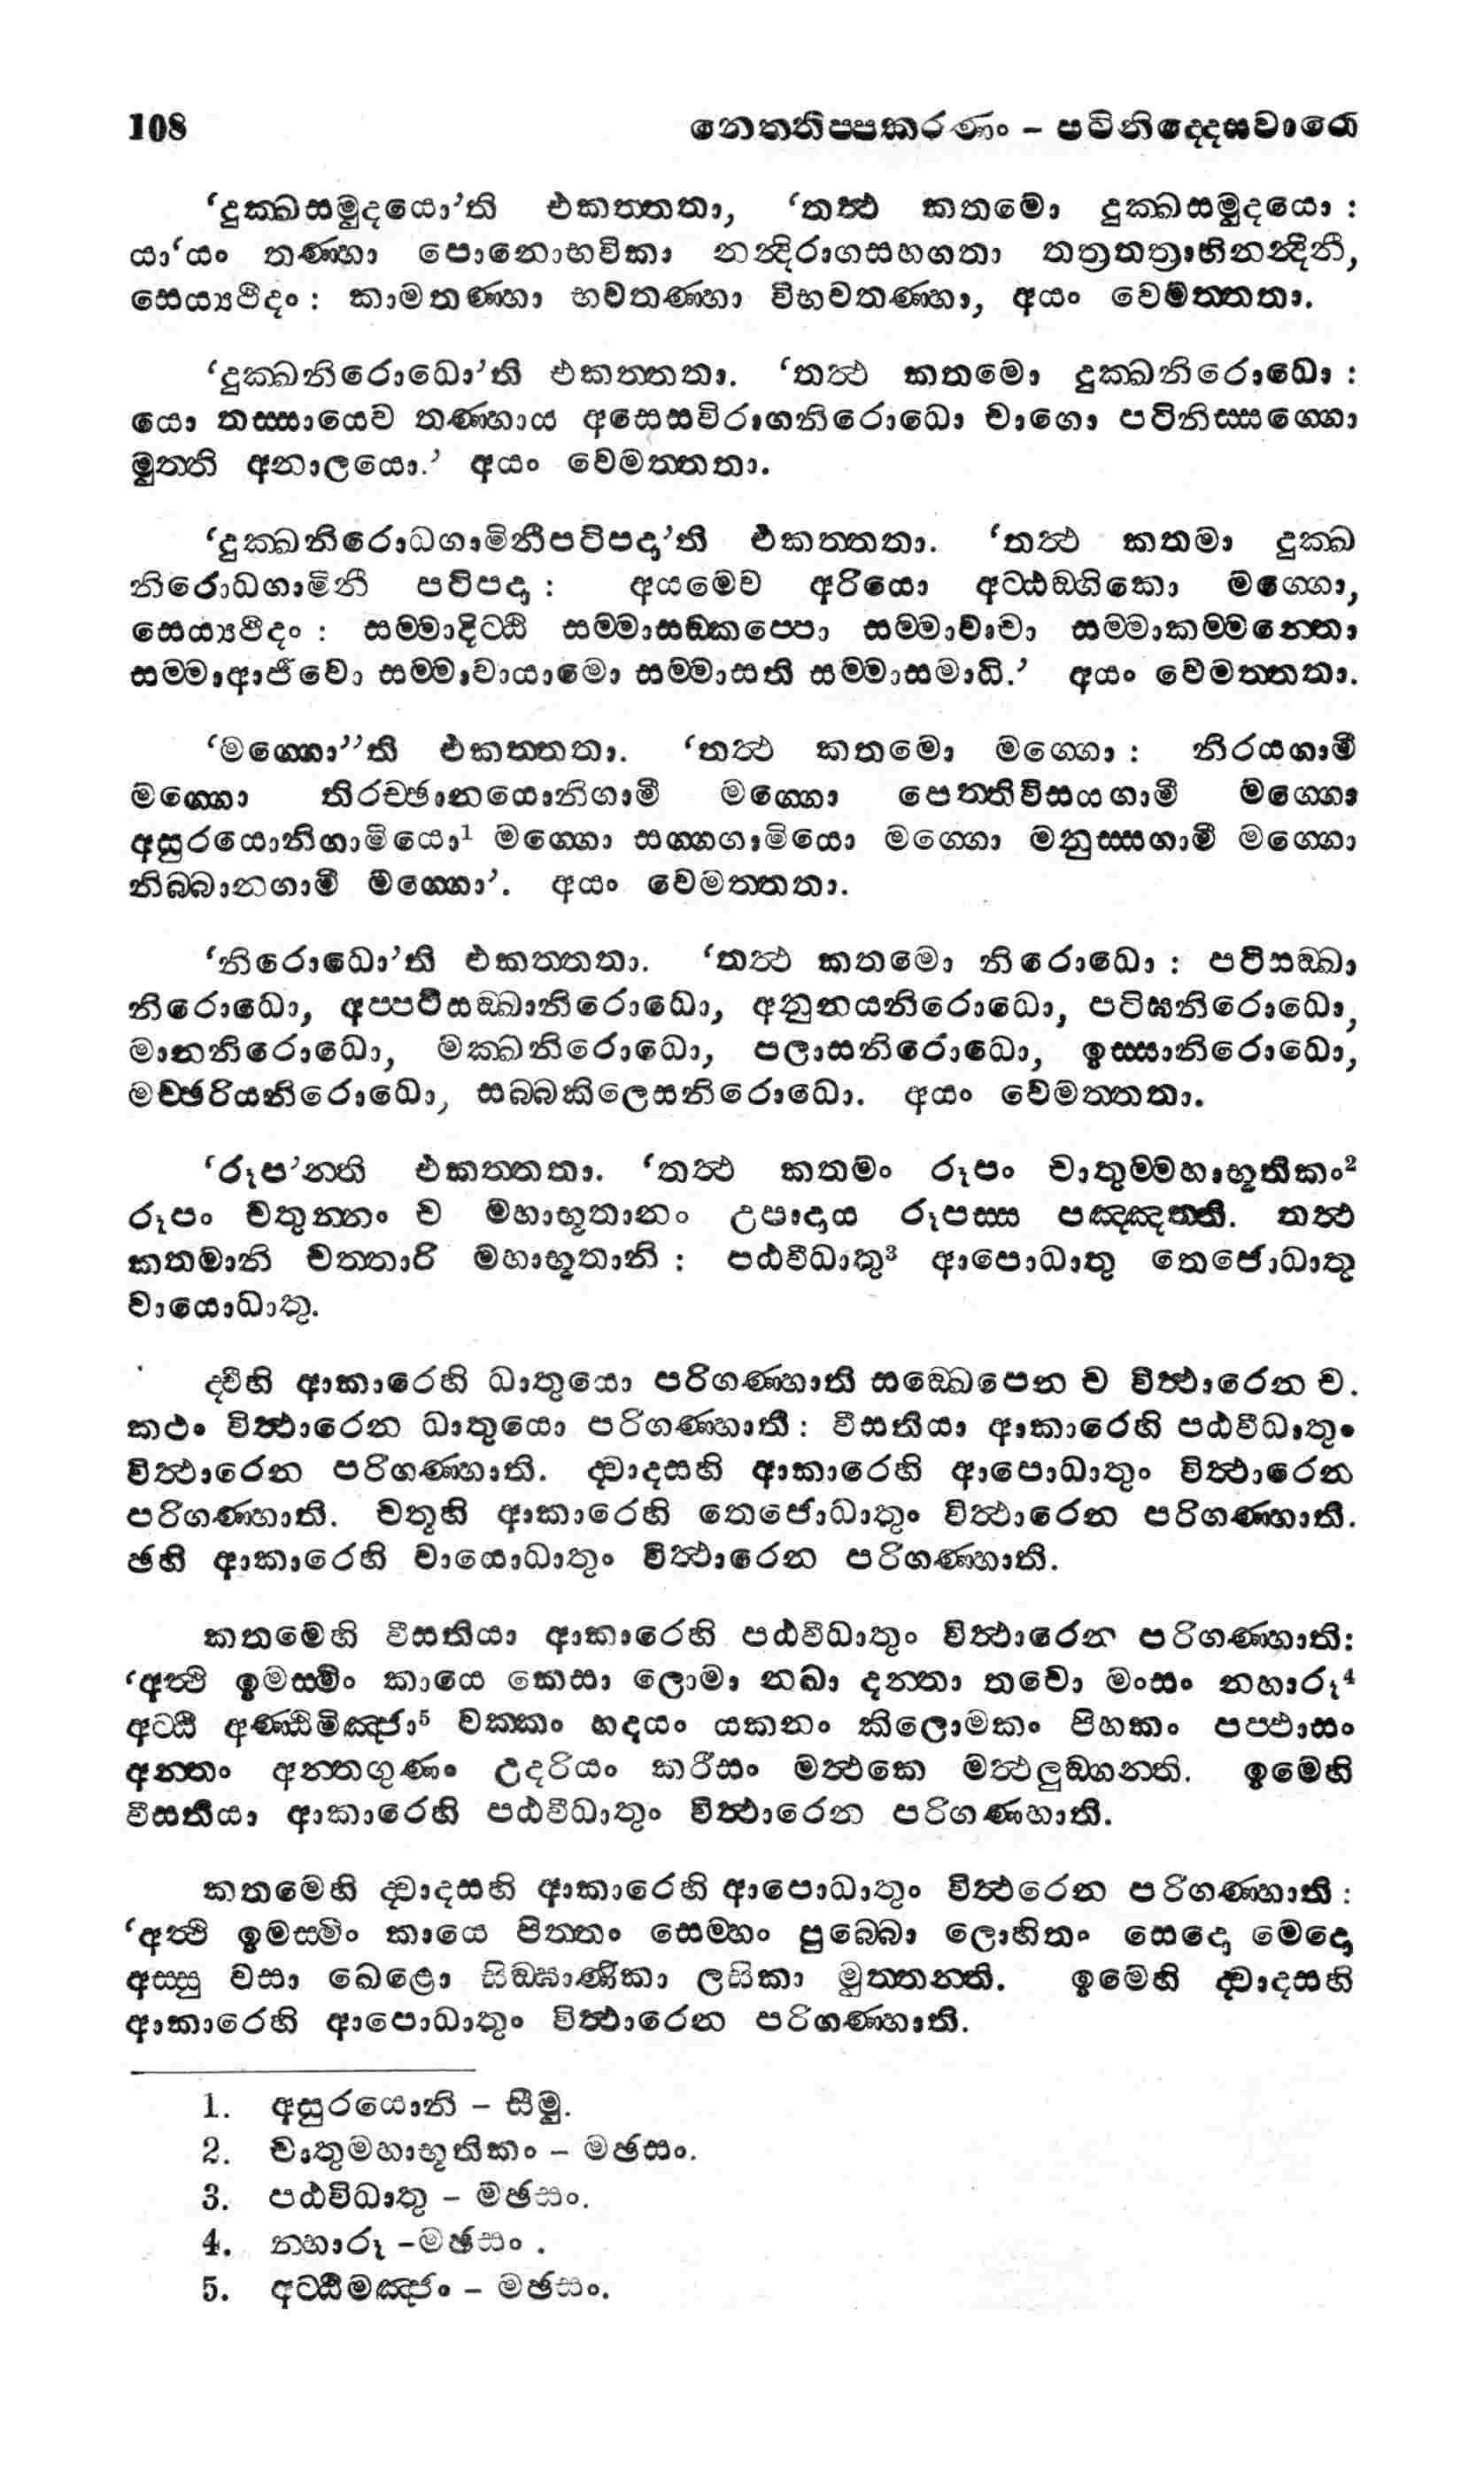 108 නෙත්තිප්පකරණං – පටිනිද්දෙසවාරො
‘දුක්ඛසමුදයො’ති එකත්තතා, ‘තත්ථ කතමො දුක්ඛසමුදයො :
යා‘යං තණ්හා පොනොභවිකා නන්දිරාගසහගතා තත්‍රතත්‍රාභිනන්දිනී,
සෙය්‍යථිදං : කාමතණ්හා භවතණ්හා විභවතණ්හා, අයං වෙමත්තතා.
‘දුක්ඛනිරොධො’ති එකත්තතා. ‘තත්ථ කතමො දුක්ඛනිරොධො :
යො තස්සායෙව තණ්හාය අසෙසවිරාගනිරොධො චාගො පටිනිස්සග්ගො
මුත්ති අනාලයො.’ අයං වෙමත්තතා.
‘දුක්ඛනිරොධගාමිනීපටිපදා’ති එකත්තතා. ‘තත්ථ කතමා දුක්ඛ
නිරොධගාමිනී පටිපදා : අයමෙව අරියො අට්ඨඞ්ගිකො මග්ගො,
සෙය්‍යථිදං : සම්මාදිට්ඨි සම්මාසඞ්කප්පො සම්මාවාචා සම්මාකම්මන්තො
සම්මාආජීවො සම්මාවායාමො සම්මාසති සම්මාසමාධි.’ අයං වෙමත්තතා.
‘මග්ගො’’ති එකත්තතා. ‘තත්ථ කතමො මග්ගො : නිරයගාමී
මග්ගො තිරච්ඡානයොනිගාමී මග්ගො පෙත්තිවිසයගාමී මග්ගො
අසුරයොනිගාමියො¹ මග්ගො සග්ගගාමියො මග්ගො මනුස්සගාමී මග්ගො
නිබ්බානගාමී මග්ගො’. අයං වෙමත්තතා.
‘නිරොධො’ති එකත්තතා. ‘තත්ථ කතමො නිරොධො : පටිසඞ්ඛා
නිරොධො, අප්පටිසඞ්ඛානිරොධො, අනුනයනිරොධො, පටිඝනිරොධො,
මානනිරොධො, මක්ඛනිරොධො, පලාසනිරොධො, ඉස්සානිරොධො,
මච්ඡරියනිරොධො, සබ්බකිලෙසනිරොධො. අයං වෙමත්තතා.
‘රූප’න්ති එකත්තතා. ‘තත්ථ කතමං රූපං චාතුම්මහාභූතිකං²
රූපං චතුන්නං ච මහාභූතානං උපාදාය රූපස්ස පඤ්ඤත්ති. තත්ථ
කතමානි චත්තාරි මහාභූතානි : පඨවීධාතු³ ආපොධාතු තෙජොධාතු
වායොධාතු.
ද්වීහි ආකාරෙහි ධාතුයො පරිගණ්හාති සඞ්ඛෙපෙන ච විත්ථාරෙන ච.
කථං විත්ථාරෙන ධාතුයො පරිගණ්හාති : වීසතියා ආකාරෙහි පඨවීධාතුං
විත්ථාරෙන පරිගණ්හාති. ද්වාදසහි ආකාරෙහි ආපොධාතුං විත්ථාරෙන
පරිගණ්හාති. චතූහි ආකාරෙහි තෙජොධාතුං විත්ථාරෙන පරිගණ්හාති.
ඡහි ආකාරෙහි වායොධාතුං විත්ථාරෙන පරිගණ්හාති.
කතමෙහි වීසතියා ආකාරෙහි පඨවීධාතුං විත්ථාරෙන පරිගණ්හාති:
‘අත්ථි ඉමස්මිං කායෙ කෙසා ලොමා නඛා දන්තා තචො මංසං නහාරූ⁴
අට්ඨි අණ්ඨිමිඤ්ජා⁵ වක්කං හදයං යකනං කිලොමකං පිහකං පප්ඵාසං
අන්තං අන්තගුණං උදරියං කරීසං මත්ථකෙ මත්ථලුඞ්ගන්ති. ඉමෙහි
වීසතියා ආකාරෙහි පඨවීධාතුං විත්ථාරෙන පරිගණ්හාති.
කතමෙහි ද්වාදසහි ආකාරෙහි ආපොධාතුං විත්ථරෙන පරිගණ්හාති :
‘අත්ථි ඉමස්මිං කායෙ පිත්තං සෙම්හං පුබ්බො ලොහිතං සෙදො මෙදො
අස්සු වසා ඛෙළො සිඞ්ඝාණිකා ලසිකා මුත්තන්ති. ඉමෙහි ද්වාදසහි
ආකාරෙහි ආපොධාතුං විත්ථාරෙන පරිගණ්හාති.
1. අසුරයොනි – සීමු.
2. චාතුමහාභූතිකං – මඡසං.
3. පඨවිධාතු – මඡසං.
4. නහාරූ –මඡසං .
5. අට්ඨිමඤ්ජං – මඡසං.